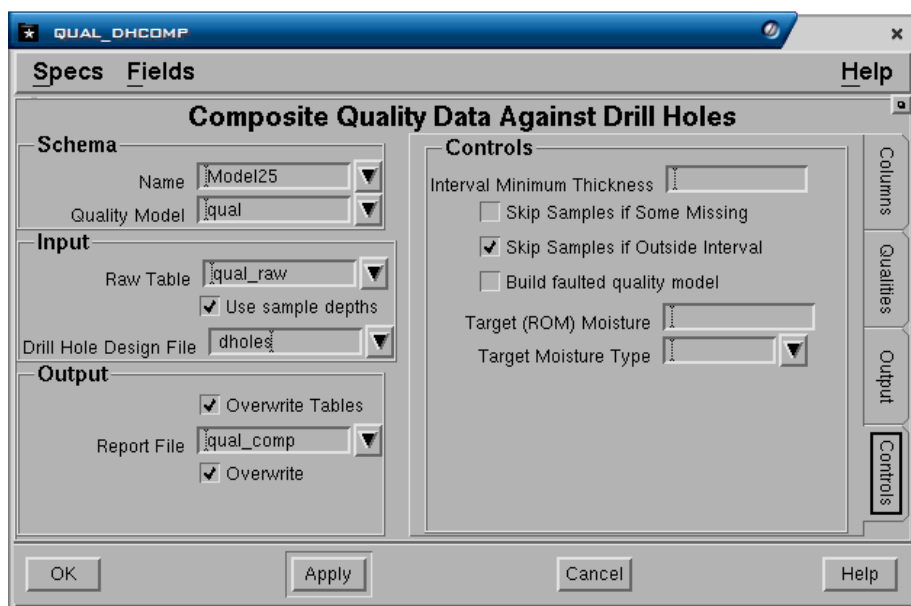 QUAL_DHCOMP
Specs Fields Help
Composite Quality Data Against Drill Holes
Schema
Name Model25
Quality Model qual
Input
Raw Table qual_raw
Use sample depths
Drill Hole Design File dholes
Output
Overwrite Tables
Report File qual_comp
Overwrite
Controls
Interval Minimum Thickness
Skip Samples if Some Missing
Skip Samples if Outside Interval
Build faulted quality model
Target (ROM) Moisture
Target Moisture Type
Columns
Qualities
Output
Controls
OK Apply Cancel Help